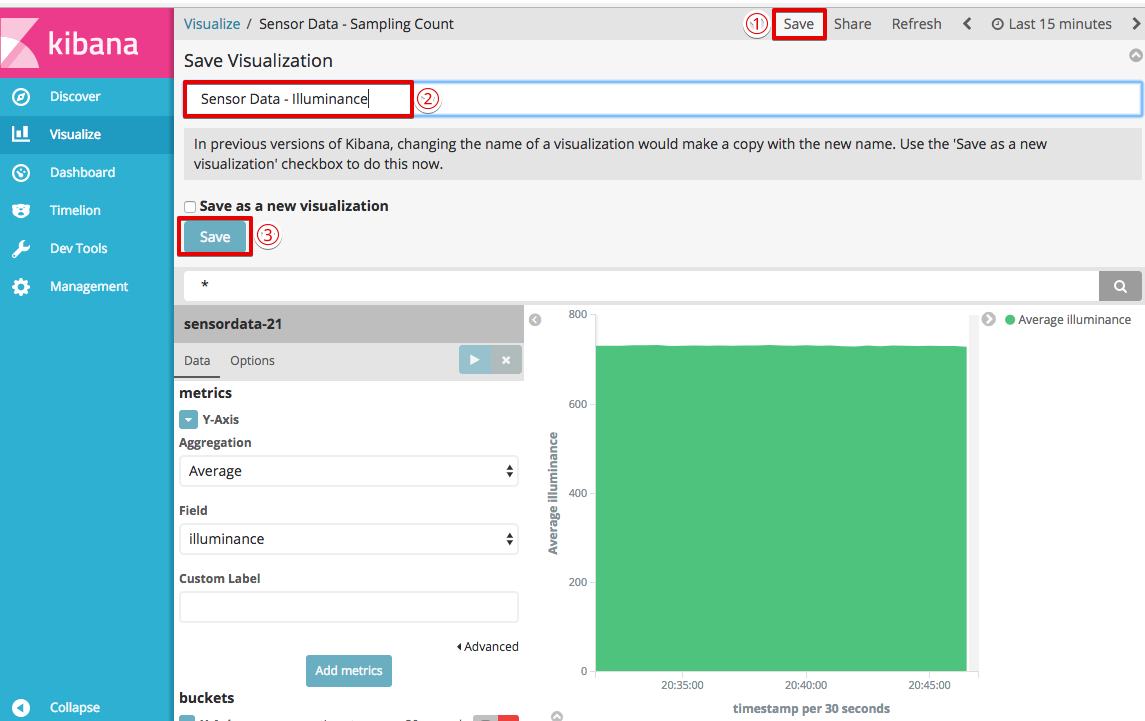 kibana
Discover
Visualize
Dashboard
Timelion
Dev Tools
Management
Collapse
Visualize / Sensor Data - Sampling Count
① Save Share Refresh Last 15 minutes
Save Visualization
Sensor Data - Illuminance ②
In previous versions of Kibana, changing the name of a visualization would make a copy with the new name. Use the 'Save as a new
visualization' checkbox to do this now.
Save as a new visualization
Save ③
*
sensordata-21
Data Options
metrics
Y-Axis
Aggregation
Average
Field
illuminance
Custom Label
Advanced
Add metrics
buckets
800
600
400
200
0
Average illuminance
20:35:00 20:40:00 20:45:00
timestamp per 30 seconds
Average illuminance